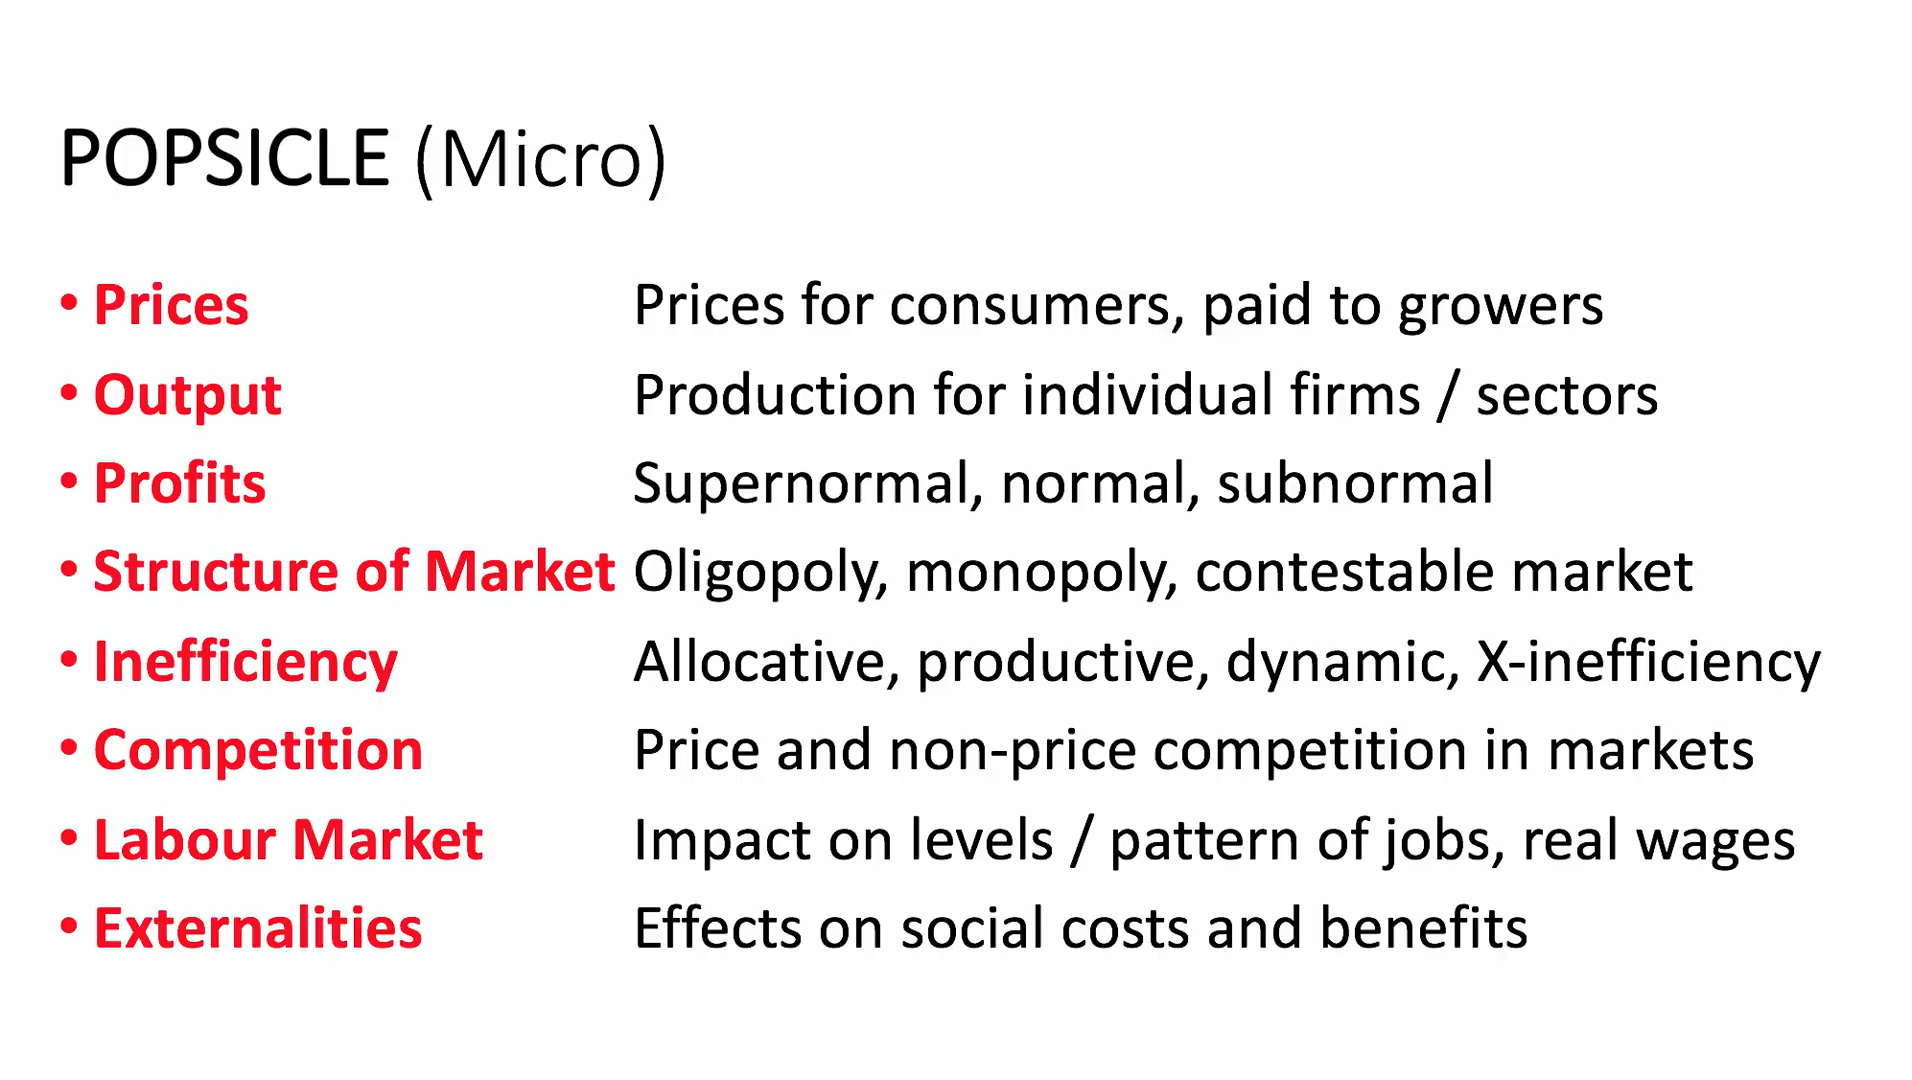 POPSICLE (Micro)
• Prices Prices for consumers, paid to growers
• Output Production for individual firms / sectors
• Profits Supernormal, normal, subnormal
• Structure of Market Oligopoly, monopoly, contestable market
• Inefficiency Allocative, productive, dynamic, X-inefficiency
• Competition Price and non-price competition in markets
• Labour Market Impact on levels / pattern of jobs, real wages
• Externalities Effects on social costs and benefits